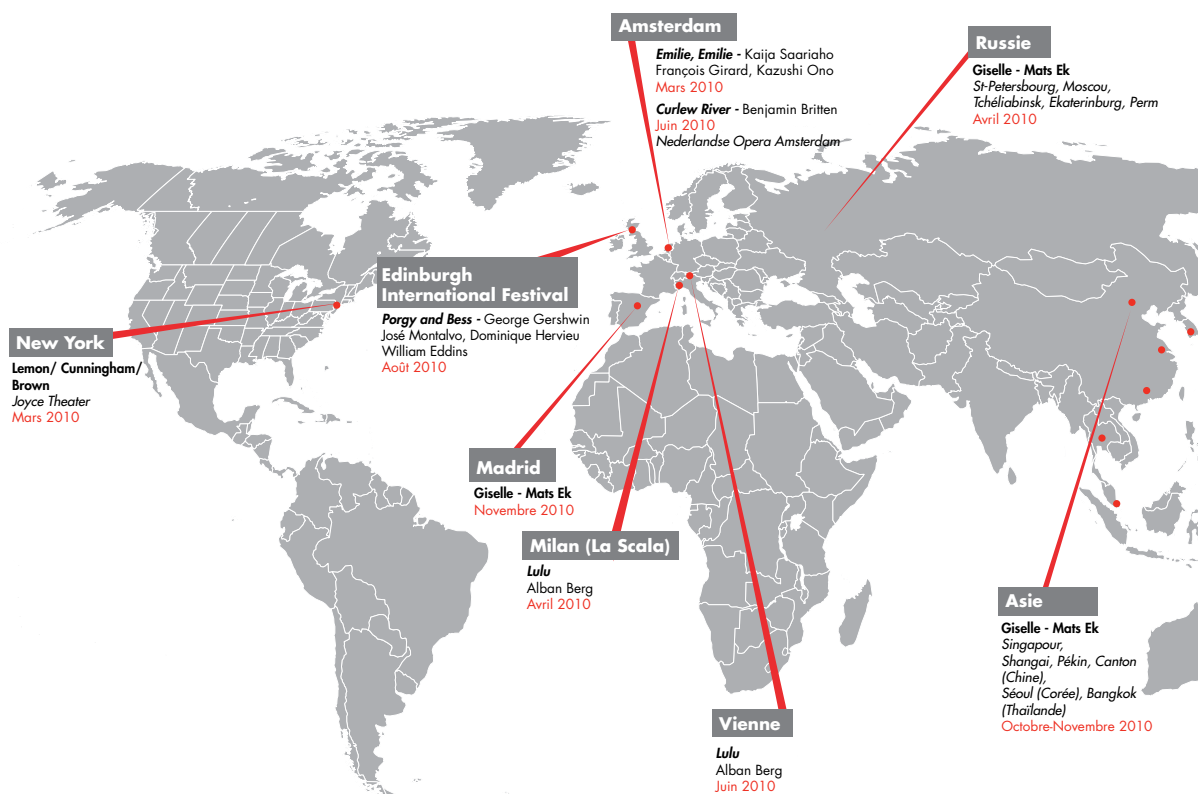 Amsterdam
Emilie, Emilie - Kaija Saariaho
François Girard, Kazushi Ono
Mars 2010
Curlew River - Benjamin Britten
Juin 2010
Nederlandse Opera Amsterdam
Russie
Giselle - Mats Ek
St-Petersbourg, Moscou,
Tchéliabinsk, Ekaterinburg, Perm
Avril 2010
Edinburgh
International Festival
Porgy and Bess - George Gershwin
José Montalvo, Dominique Hervieu
William Eddins
Août 2010
New York
Lemon/ Cunningham/
Brown
Joyce Theater
Mars 2010
Madrid
Giselle - Mats Ek
Novembre 2010
Milan (La Scala)
Lulu
Alban Berg
Avril 2010
Vienne
Lulu
Alban Berg
Juin 2010
Asie
Giselle - Mats Ek
Singapour,
Shangai, Pékin, Canton
(Chine),
Séoul (Corée), Bangkok
(Thaïlande)
Octobre-Novembre 2010